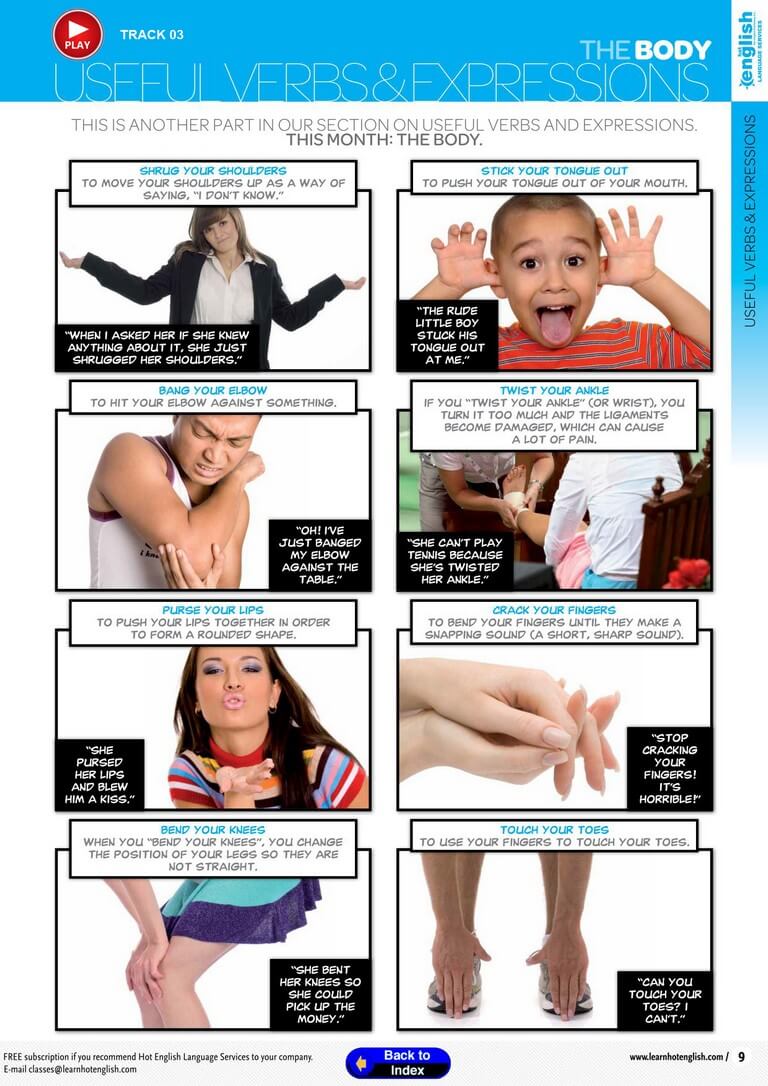 PLAY
TRACK 03
THE BODY
USEFUL VERBS & EXPRESSIONS
hot
english
LANGUAGE SERVICES
USEFUL VERBS & EXPRESSIONS
THIS IS ANOTHER PART IN OUR SECTION ON USEFUL VERBS AND EXPRESSIONS.
THIS MONTH: THE BODY.
SHRUG YOUR SHOULDERS
TO MOVE YOUR SHOULDERS UP AS A WAY OF
SAYING, "I DON'T KNOW."
"WHEN I ASKED HER IF SHE KNEW
ANYTHING ABOUT IT, SHE JUST
SHRUGGED HER SHOULDERS."
STICK YOUR TONGUE OUT
TO PUSH YOUR TONGUE OUT OF YOUR MOUTH.
"THE RUDE
LITTLE BOY
STUCK HIS
TONGUE OUT
AT ME."
BANG YOUR ELBOW
TO HIT YOUR ELBOW AGAINST SOMETHING.
"OH! I'VE
JUST BANGED
MY ELBOW
AGAINST THE
TABLE."
TWIST YOUR ANKLE
IF YOU "TWIST YOUR ANKLE" (OR WRIST), YOU
TURN IT TOO MUCH AND THE LIGAMENTS
BECOME DAMAGED, WHICH CAN CAUSE
A LOT OF PAIN.
"SHE CAN'T PLAY
TENNIS BECAUSE
SHE'S TWISTED
HER ANKLE."
PURSE YOUR LIPS
TO PUSH YOUR LIPS TOGETHER IN ORDER
TO FORM A ROUNDED SHAPE.
"SHE
PURSED
HER LIPS
AND BLEW
HIM A KISS."
CRACK YOUR FINGERS
TO BEND YOUR FINGERS UNTIL THEY MAKE A
SNAPPING SOUND (A SHORT, SHARP SOUND).
"STOP
CRACKING
YOUR
FINGERS!
IT'S
HORRIBLE!"
BEND YOUR KNEES
WHEN YOU "BEND YOUR KNEES", YOU CHANGE
THE POSITION OF YOUR LEGS SO THEY ARE
NOT STRAIGHT.
"SHE BENT
HER KNEES SO
SHE COULD
PICK UP THE
MONEY."
TOUCH YOUR TOES
TO USE YOUR FINGERS TO TOUCH YOUR TOES.
"CAN YOU
TOUCH YOUR
TOES? I
CAN'T."
FREE subscription if you recommend Hot English Language Services to your company.
E-mail classes@learnhotenglish.com
Back to
Index
www.learnhotenglish.com / 9